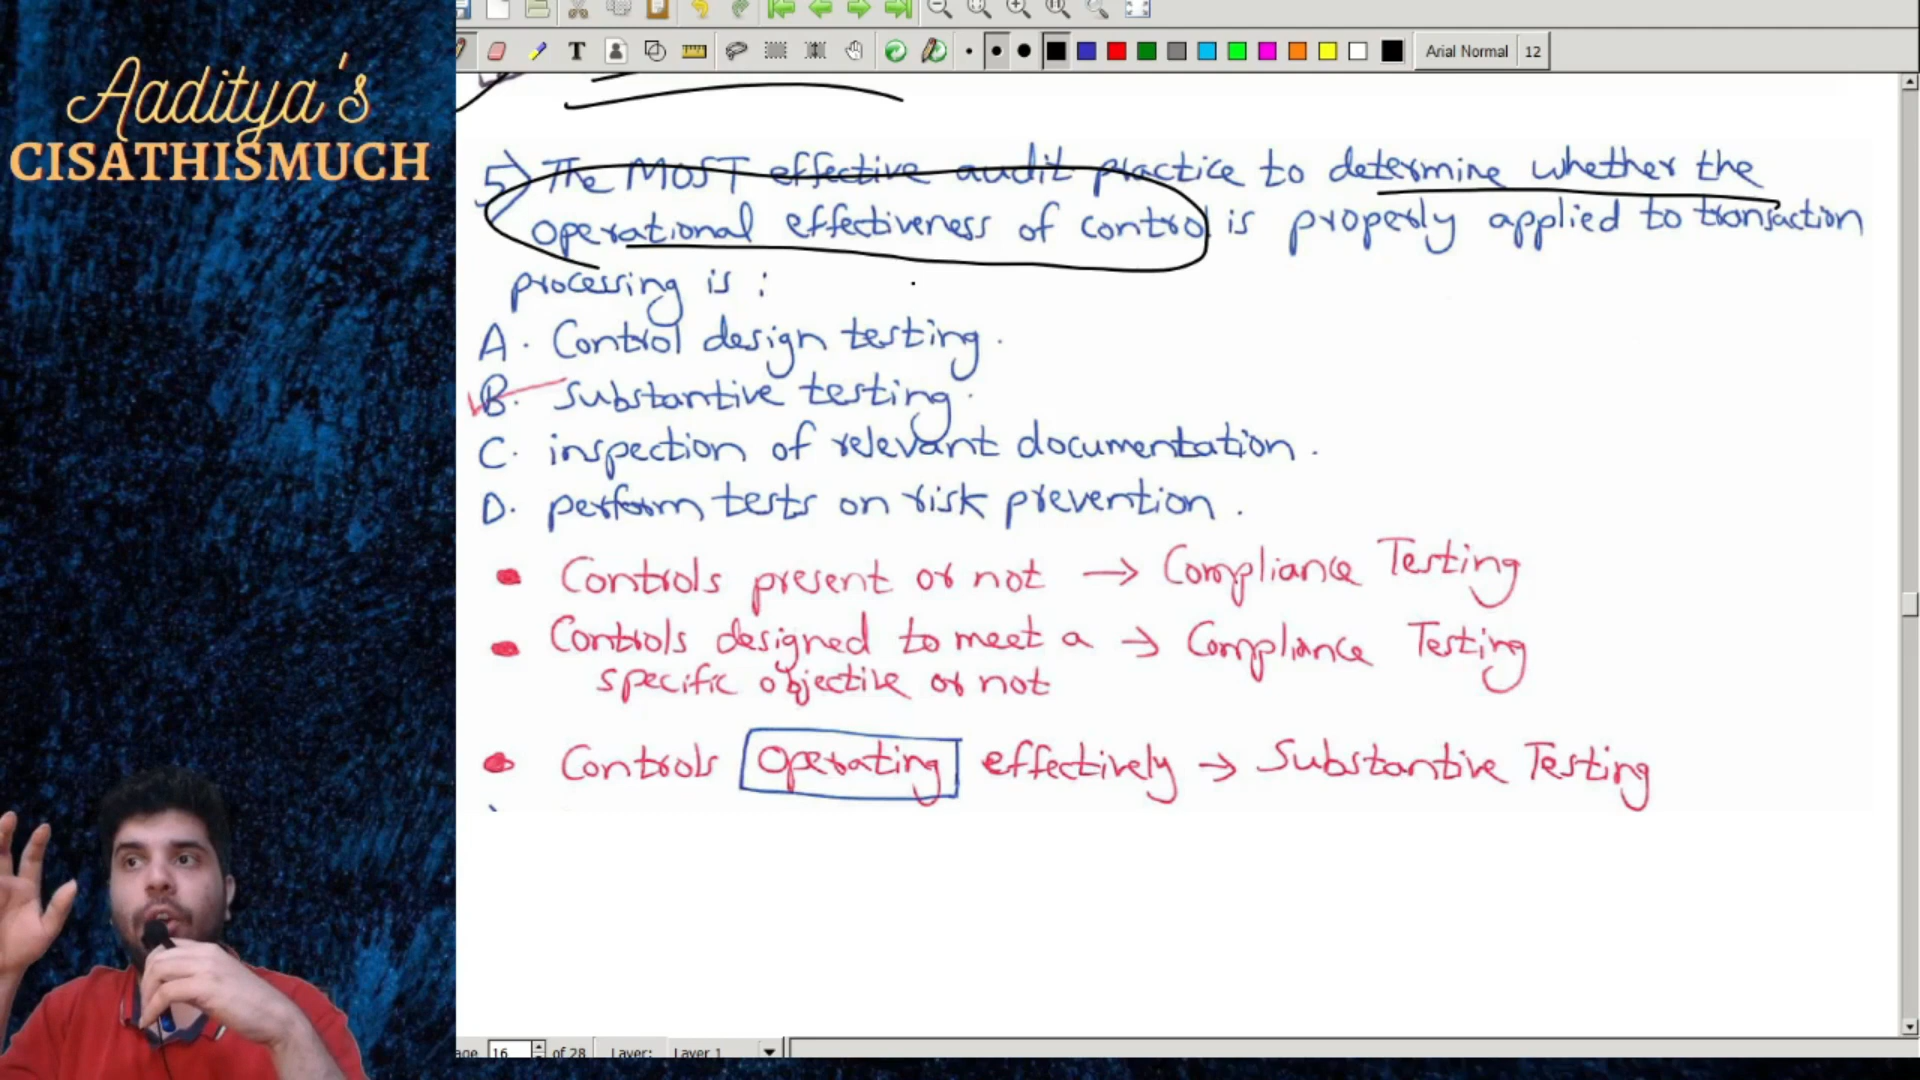 Aaditya's
CISATHISMUCH
Arial Normal 12
5) The MOST effective audit practice to determine whether the
operational effectiveness of control is properly applied to transaction
processing is :
A. Control design testing.
B. Substantive testing.
C. inspection of relevant documentation.
D. perform tests on risk prevention.
Controls present or not → Compliance Testing
Controls designed to meet a → Compliance Testing
specific objective or not
Controls Operating effectively → Substantive Testing
age 16 of 28 Layer: Layer 1